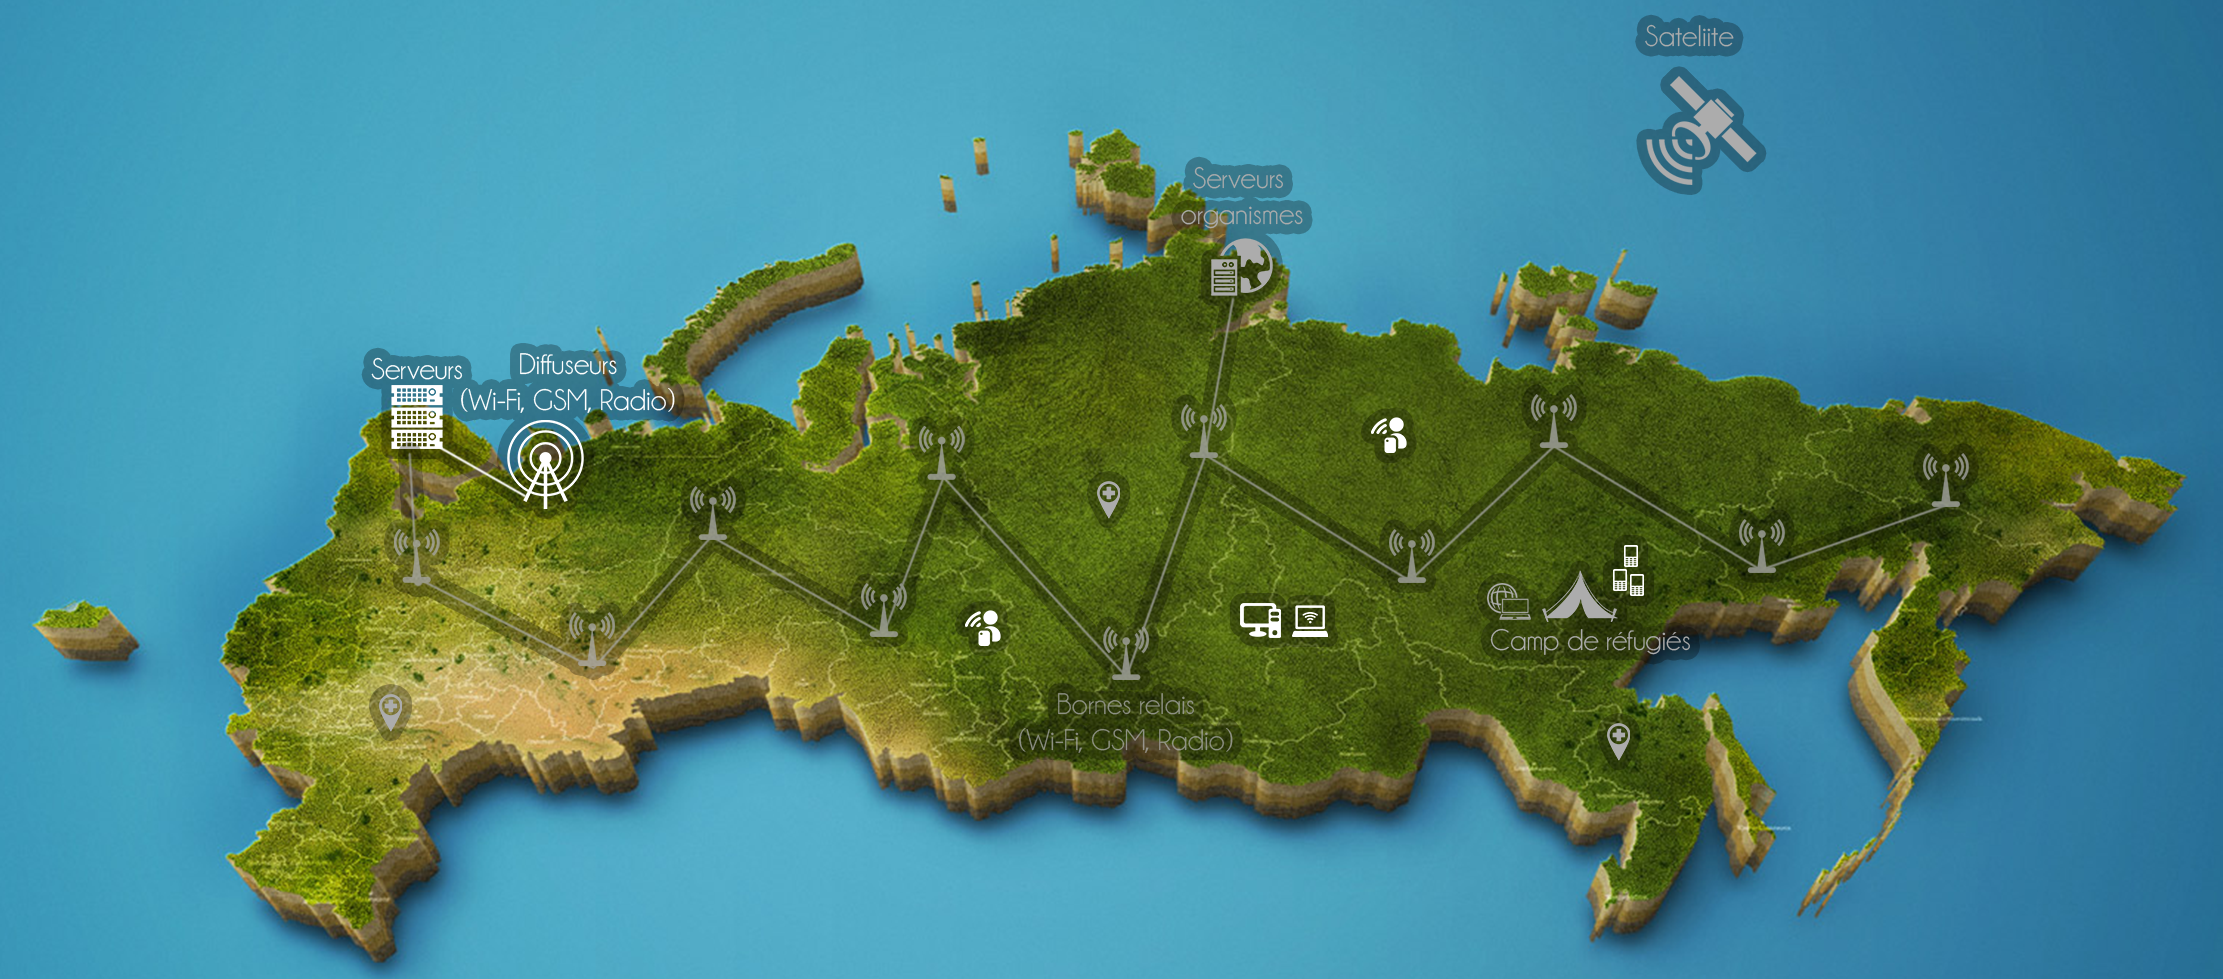 Sateliite
Serveurs
organismes
Serveurs
Diffuseurs
(Wi-Fi, GSM, Radio)
Camp de réfugiés
Bornes relais
(Wi-Fi, GSM, Radio)